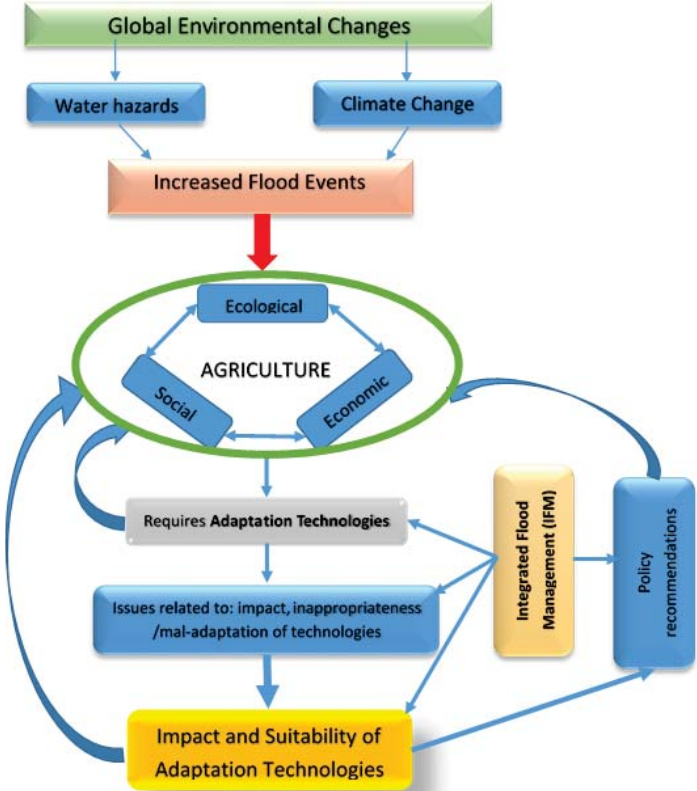 Global Environmental Changes
Water hazards
Climate Change
Increased Flood Events
Ecological
AGRICULTURE
Social
Economic
Requires Adaptation Technologies
Integrated Flood
Management (IFM)
Policy
recommendations
Issues related to: impact, inappropriateness
/mal-adaptation of technologies
Impact and Suitability of
Adaptation Technologies